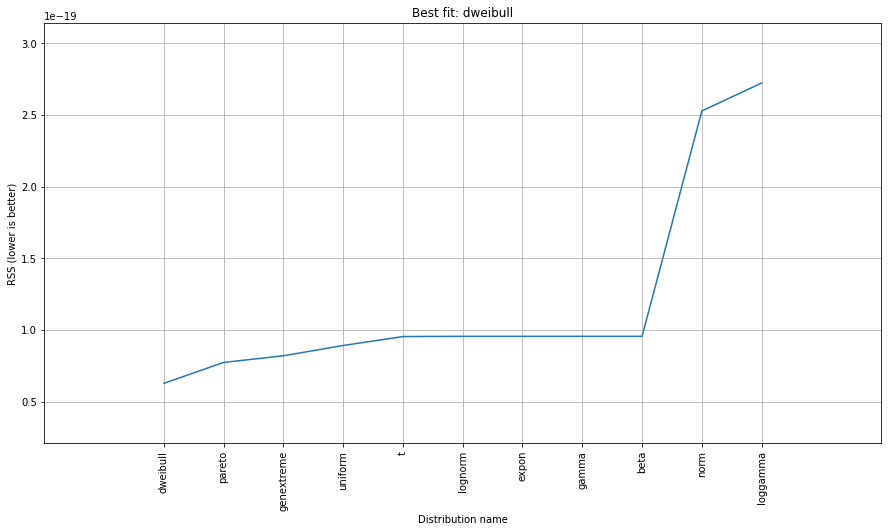 Best fit: dweibull
1e−19
RSS (lower is better)
3.0
2.5
2.0
1.5
1.0
0.5
dweibull
pareto
genextreme
uniform
t
lognorm
expon
gamma
beta
norm
loggamma
Distribution name